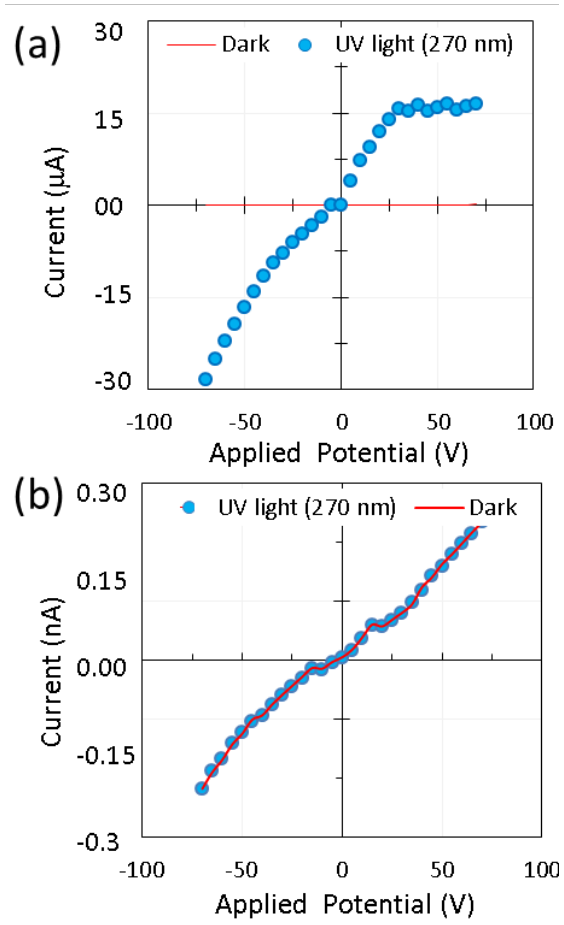 (a)
30
Dark
UV light (270 nm)
15
00
-15
-30
Current (μA)
-100
-50
0
50
100
Applied Potential (V)
(b)
0.30
UV light (270 nm)
Dark
0.15
0.00
-0.15
-0.3
Current (nA)
-100
-50
0
50
100
Applied Potential (V)